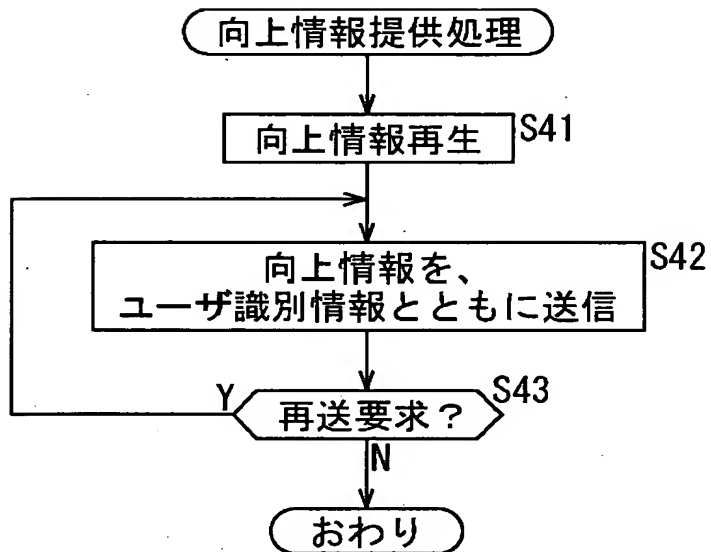 向上情報提供処理
向上情報再生
S41
向上情報を、
ユーザ識別情報とともに送信
S42
再送要求？
S43
Y
N
おわり